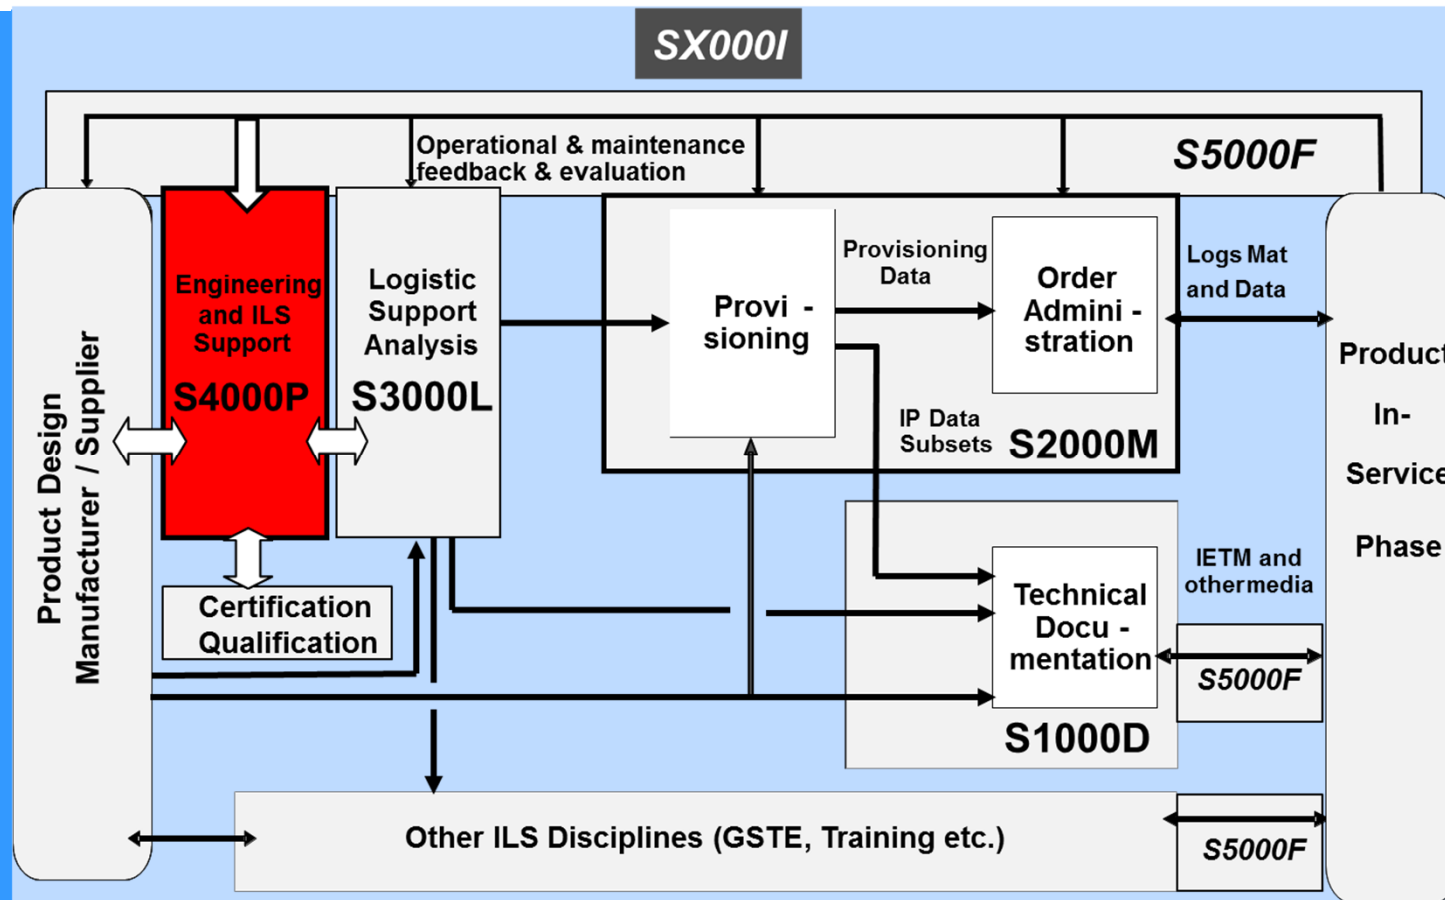 SX000I
Operational & maintenance
feedback & evaluation
S5000F
Product Design
Manufacturer / Supplier
Engineering
and ILS
Support
S4000P
Logistic
Support
Analysis
S3000L
Provi -
sioning
Provisioning
Data
Order
Admini -
stration
IP Data
Subsets
S2000M
Logs Mat
and Data
Product
In-
Service
Phase
Certification
Qualification
Technical
Docu -
mentation
S1000D
IETM and
othermedia
S5000F
Other ILS Disciplines (GSTE, Training etc.)
S5000F